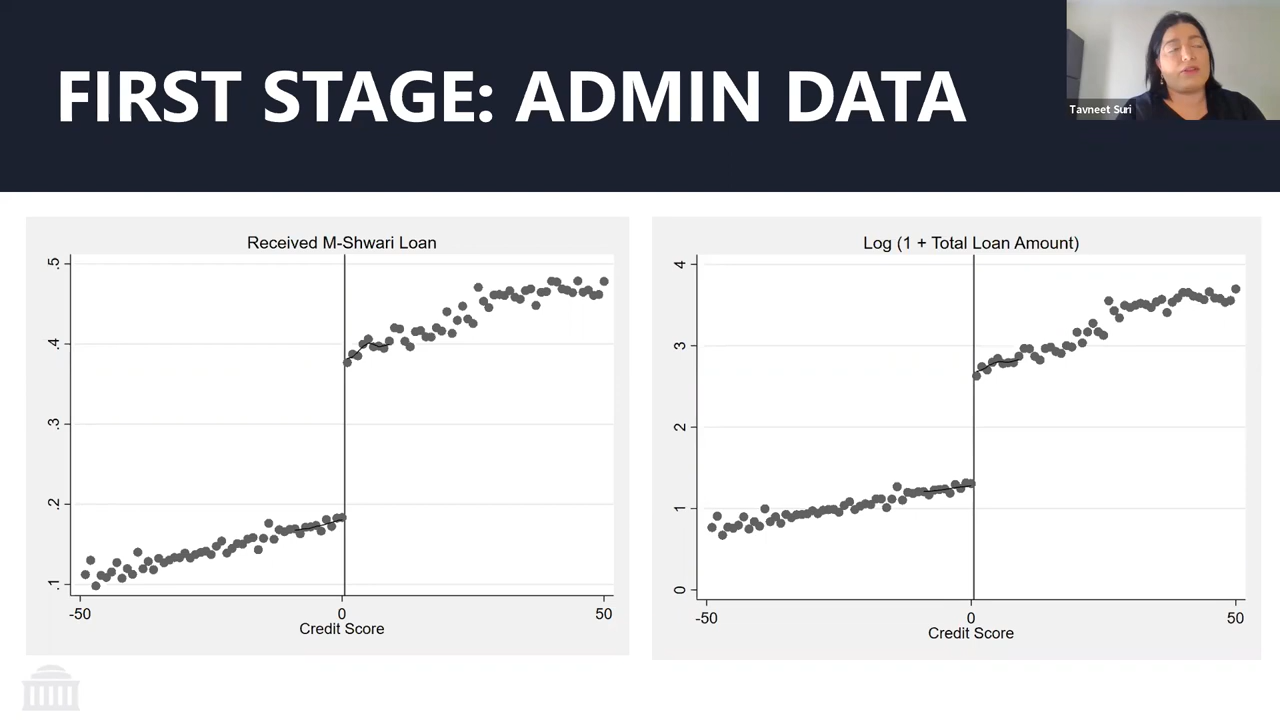 FIRST STAGE: ADMIN DATA
Tavneet Suri
Received M-Shwari Loan
.5
.4
.3
.2
.1
-50
0
50
Credit Score
Log (1 + Total Loan Amount)
4
3
2
1
0
-50
0
50
Credit Score